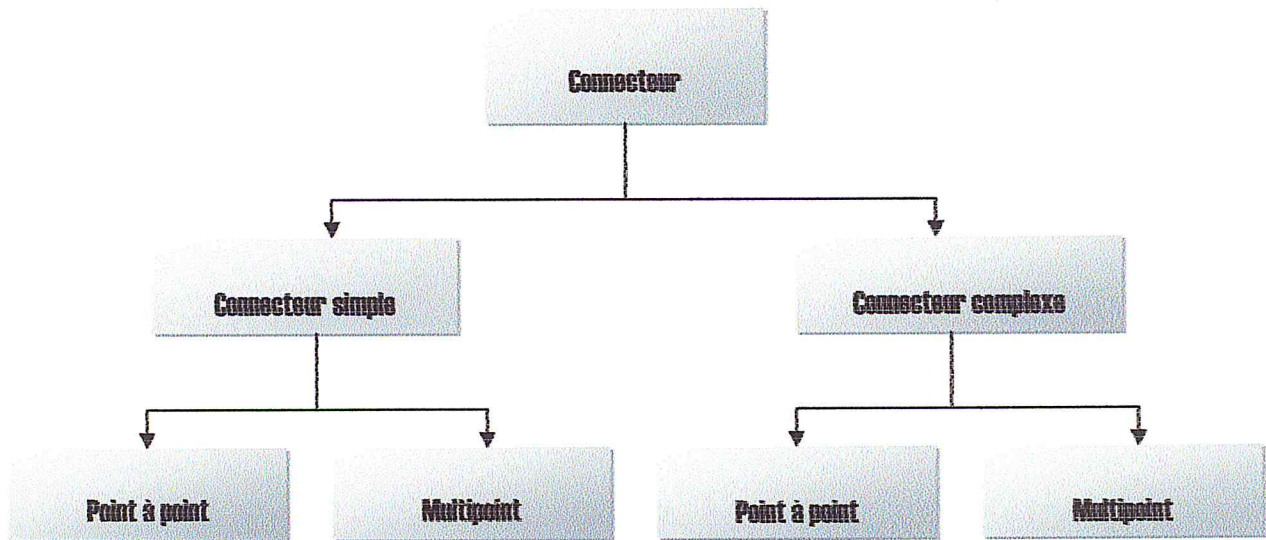 Connecteur
Connecteur simple
Connecteur complexe
Point à point
Multipoint
Point à point
Multipoint